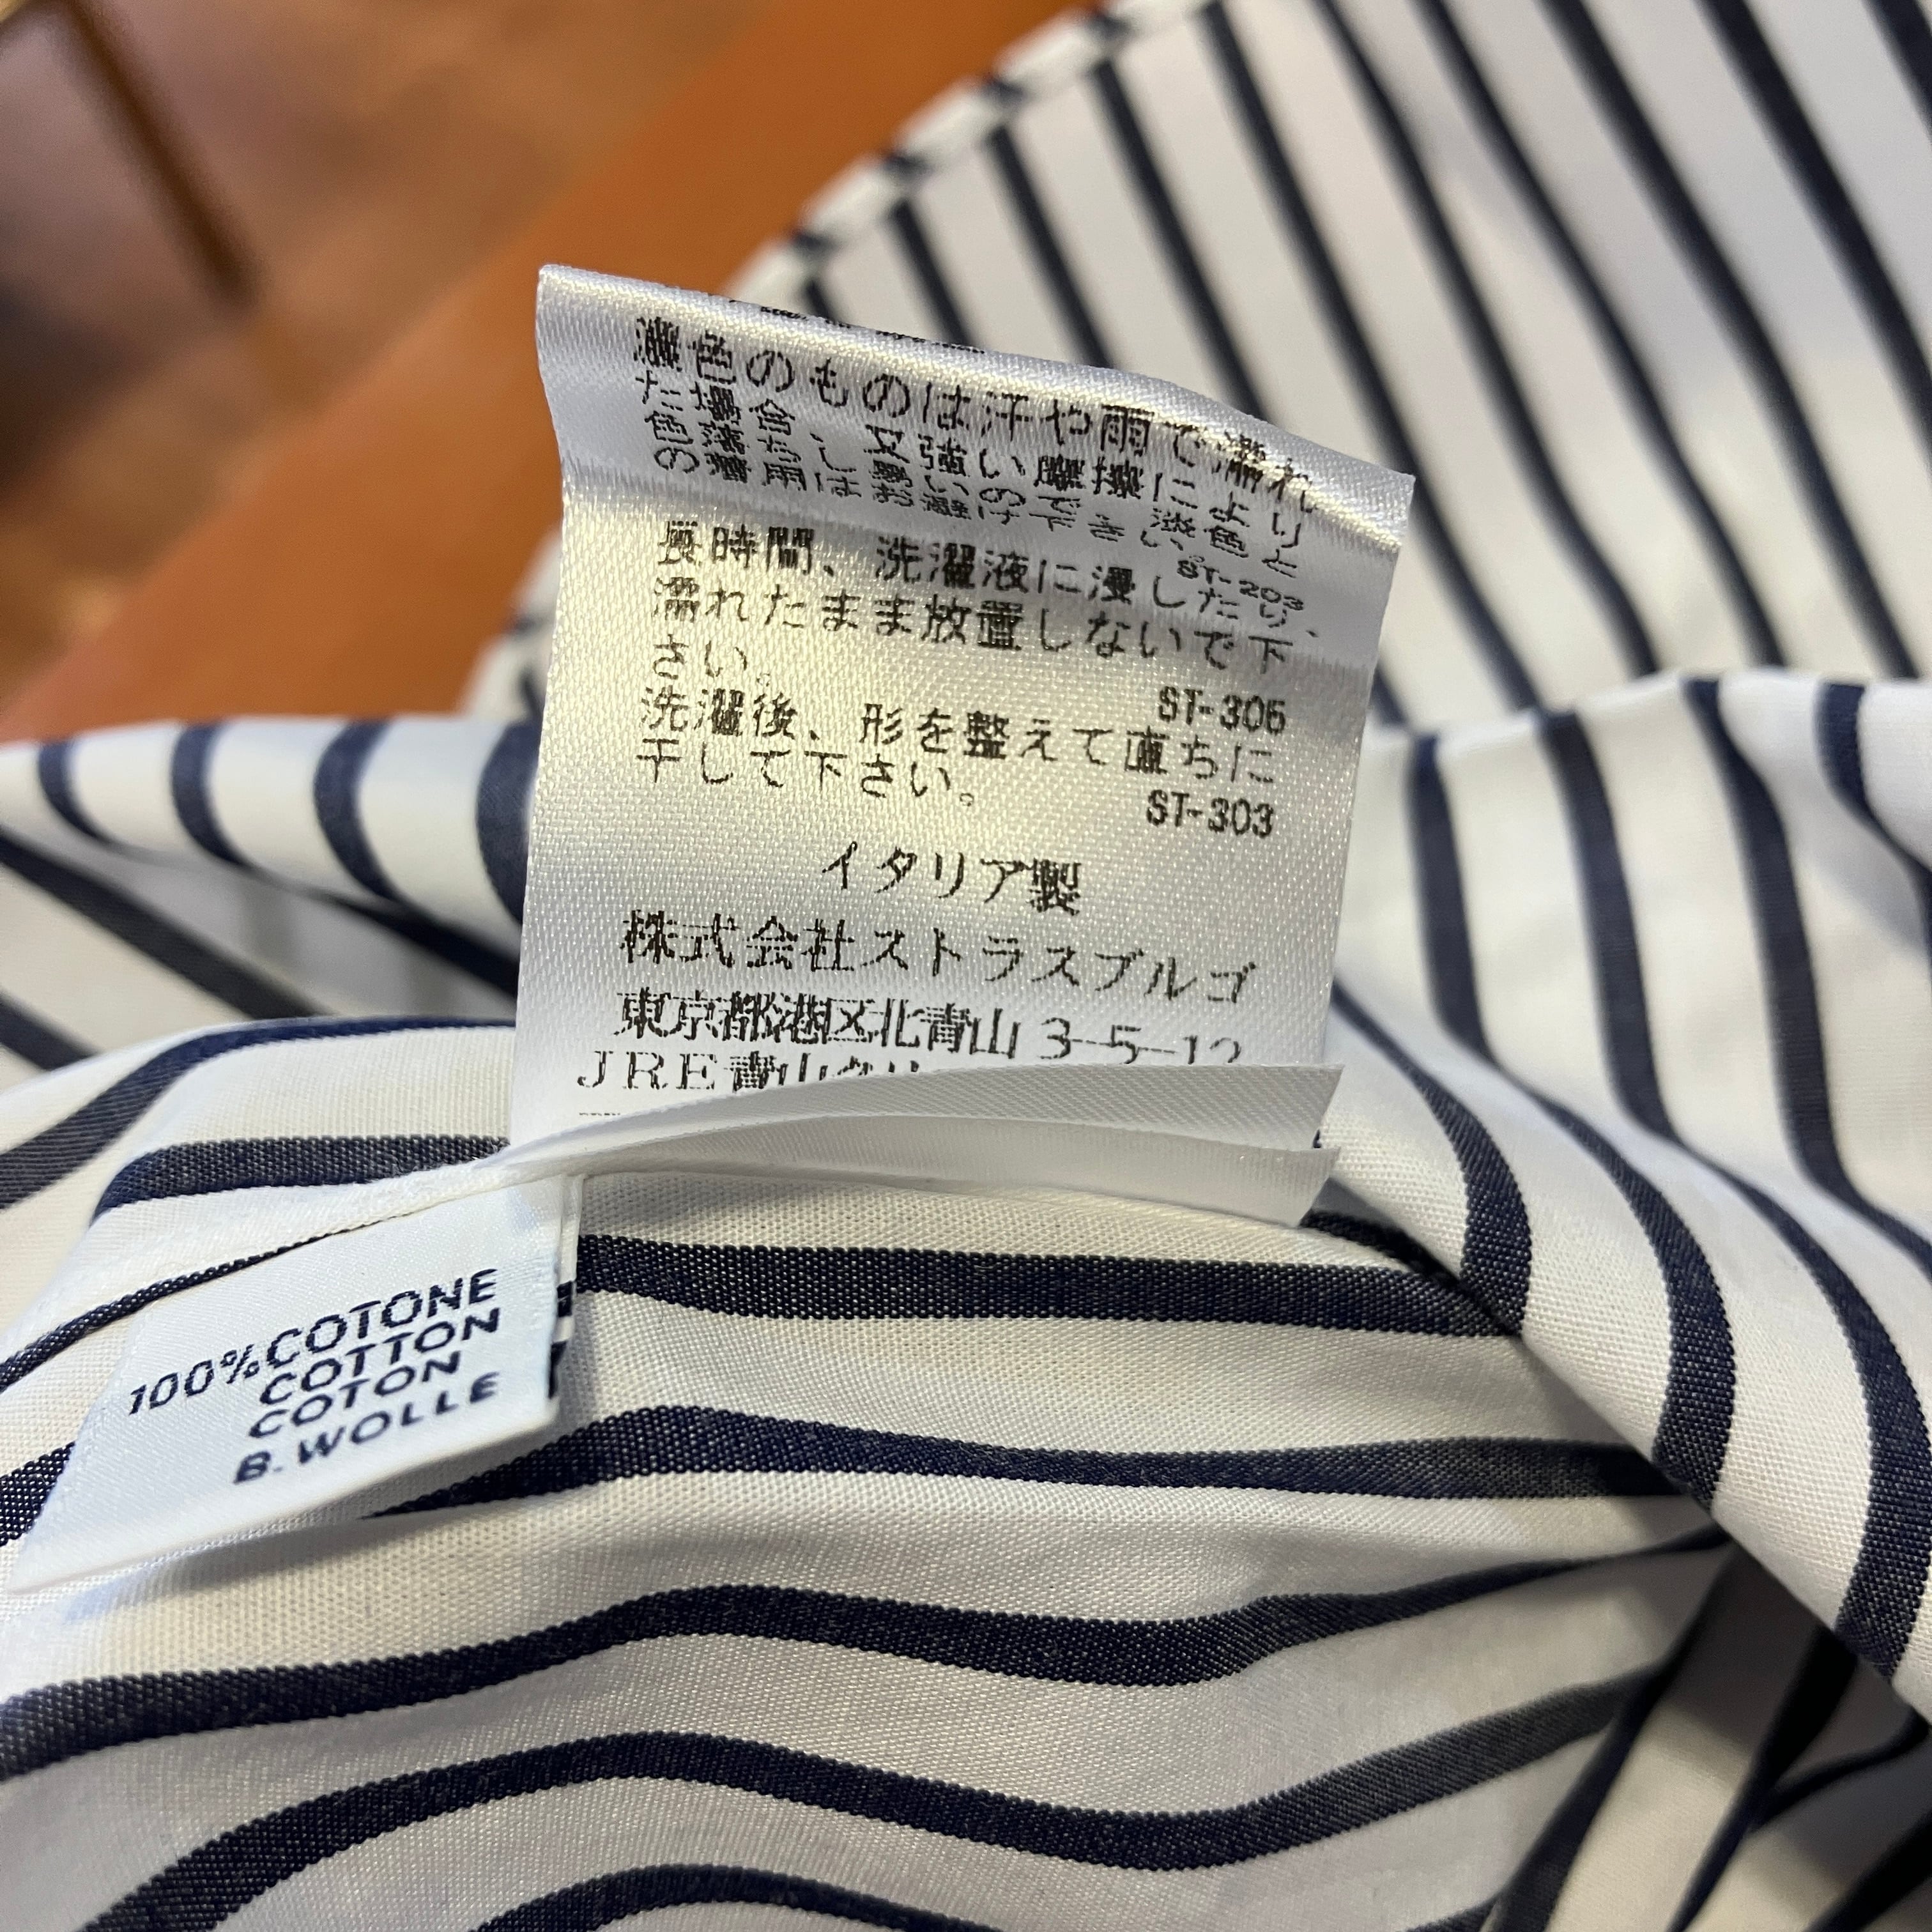 濃色のものは汗や雨で濡れ
た場合、又強い摩擦により
色落ちし易いので、淡色と
の着用はお避け下さい。
ST-203
長時間、洗濯液に浸したり、
濡れたまま放置しないで下
さい。
ST-305
洗濯後、形を整えて直ちに
干して下さい。
ST-303
イタリア製
株式会社ストラスブルゴ
東京都港区北青山3-5-12
JRE青山
100%COTONE
COTTON
COTON
B.WOLLE